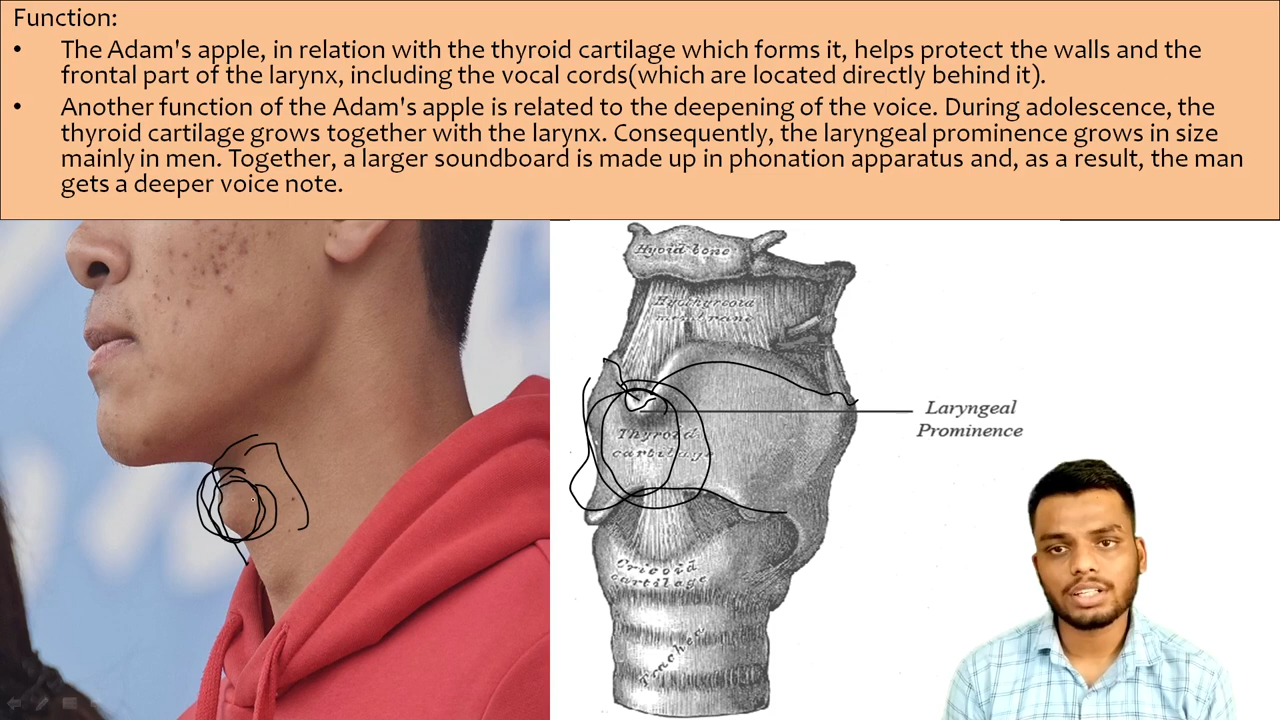 Function:
• The Adam's apple, in relation with the thyroid cartilage which forms it, helps protect the walls and the
frontal part of the larynx, including the vocal cords(which are located directly behind it).
• Another function of the Adam's apple is related to the deepening of the voice. During adolescence, the
thyroid cartilage grows together with the larynx. Consequently, the laryngeal prominence grows in size
mainly in men. Together, a larger soundboard is made up in phonation apparatus and, as a result, the man
gets a deeper voice note.
Hyoid bone
Hyothyreoid
membrane
Laryngeal
Prominence
Thyroid
cartilage
Cricoid
cartilage
Trachea